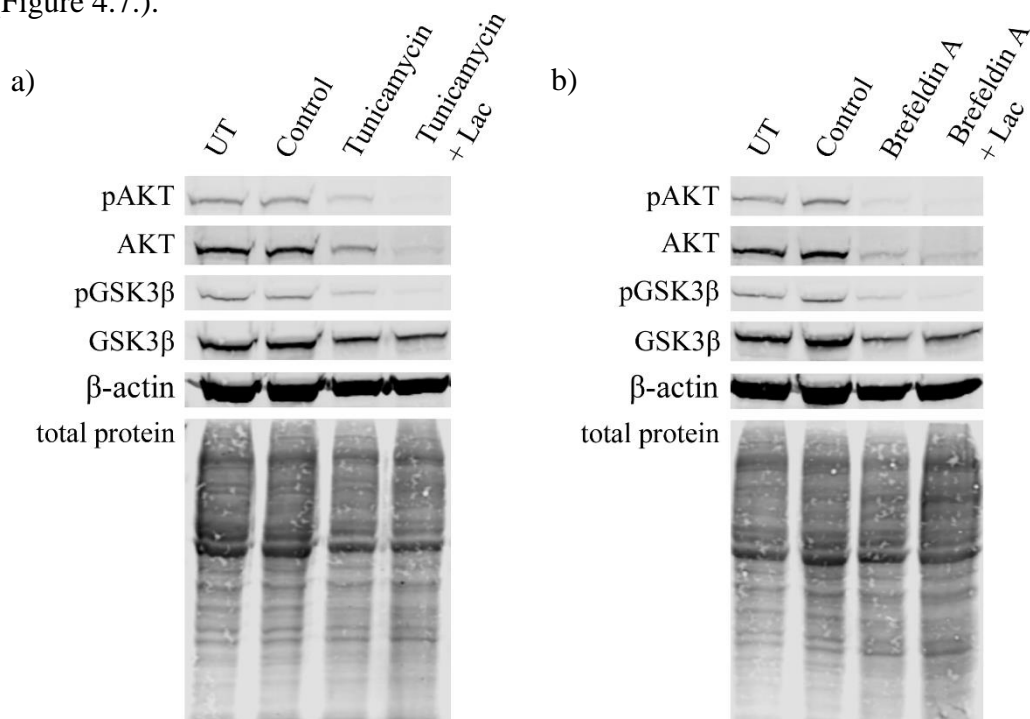 Figure 4.7.).
a)
UT
Control
Tunicamycin
Tunicamycin
+ Lac
pAKT
AKT
pGSK3β
GSK3β
β-actin
total protein
b)
UT
Control
Brefeldin A
Brefeldin A
+ Lac
pAKT
AKT
pGSK3β
GSK3β
β-actin
total protein